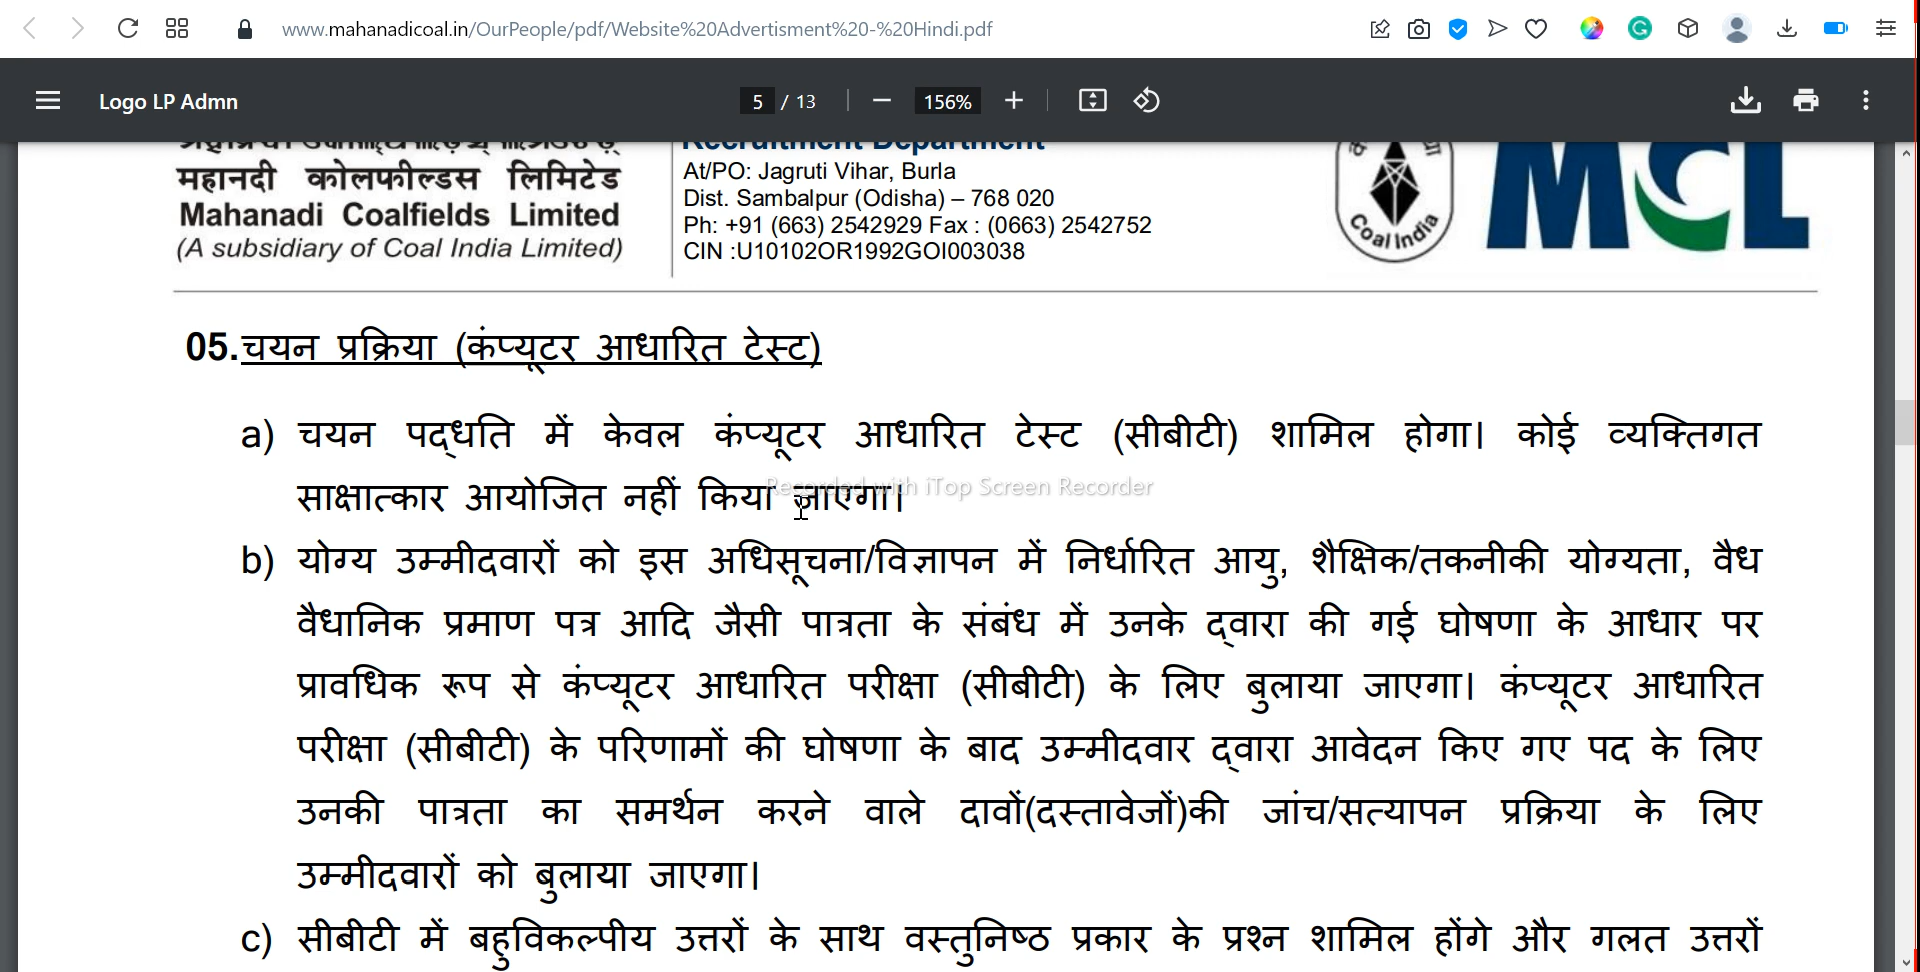 www.mahanadicoal.in/OurPeople/pdf/Website%20Advertisment%20-%20Hindi.pdf
Logo LP Admn
5 / 13
156%
महानदी कोलफील्डस लिमिटेड
Mahanadi Coalfields Limited
(A subsidiary of Coal India Limited)
Recruitment Department
At/PO: Jagruti Vihar, Burla
Dist. Sambalpur (Odisha) – 768 020
Ph: +91 (663) 2542929 Fax : (0663) 2542752
CIN :U10102OR1992GOI003038
Coal India
MCL
05.चयन प्रक्रिया (कंप्यूटर आधारित टेस्ट)
a) चयन पद्धति में केवल कंप्यूटर आधारित टेस्ट (सीबीटी) शामिल होगा। कोई व्यक्तिगत
साक्षात्कार आयोजित नहीं किया जाएगा।
Recorded with iTop Screen Recorder
b) योग्य उम्मीदवारों को इस अधिसूचना/विज्ञापन में निर्धारित आयु, शैक्षिक/तकनीकी योग्यता, वैध
वैधानिक प्रमाण पत्र आदि जैसी पात्रता के संबंध में उनके द्वारा की गई घोषणा के आधार पर
प्रावधिक रूप से कंप्यूटर आधारित परीक्षा (सीबीटी) के लिए बुलाया जाएगा। कंप्यूटर आधारित
परीक्षा (सीबीटी) के परिणामों की घोषणा के बाद उम्मीदवार द्वारा आवेदन किए गए पद के लिए
उनकी पात्रता का समर्थन करने वाले दावों(दस्तावेजों)की जांच/सत्यापन प्रक्रिया के लिए
उम्मीदवारों को बुलाया जाएगा।
c) सीबीटी में बहुविकल्पीय उत्तरों के साथ वस्तुनिष्ठ प्रकार के प्रश्न शामिल होंगे और गलत उत्तरों